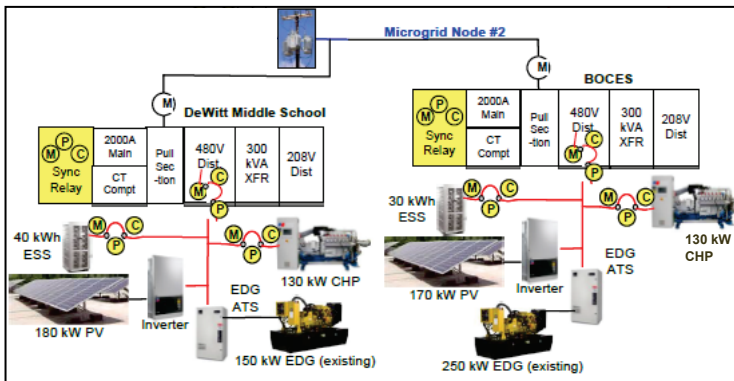 Microgrid Node #2
M
DeWitt Middle School
P
M
C
Sync
Relay
2000A
Main
CT
Compt
Pull
Sec
-tion
480V
Dist
M
C
P
300
kVA
XFR
208V
Dist
40 kWh
ESS
M
C
P
M
C
P
130 kW CHP
180 kW PV
Inverter
EDG
ATS
150 kW EDG (existing)
M
BOCES
P
M
C
Sync
Relay
2000A
Main
CT
Compt
Pull
Sec
-tion
480V
Dist
M
C
P
300
kVA
XFR
208V
Dist
30 kWh
ESS
M
C
P
M
C
P
130 kW
CHP
170 kW PV
Inverter
EDG
ATS
250 kW EDG (existing)